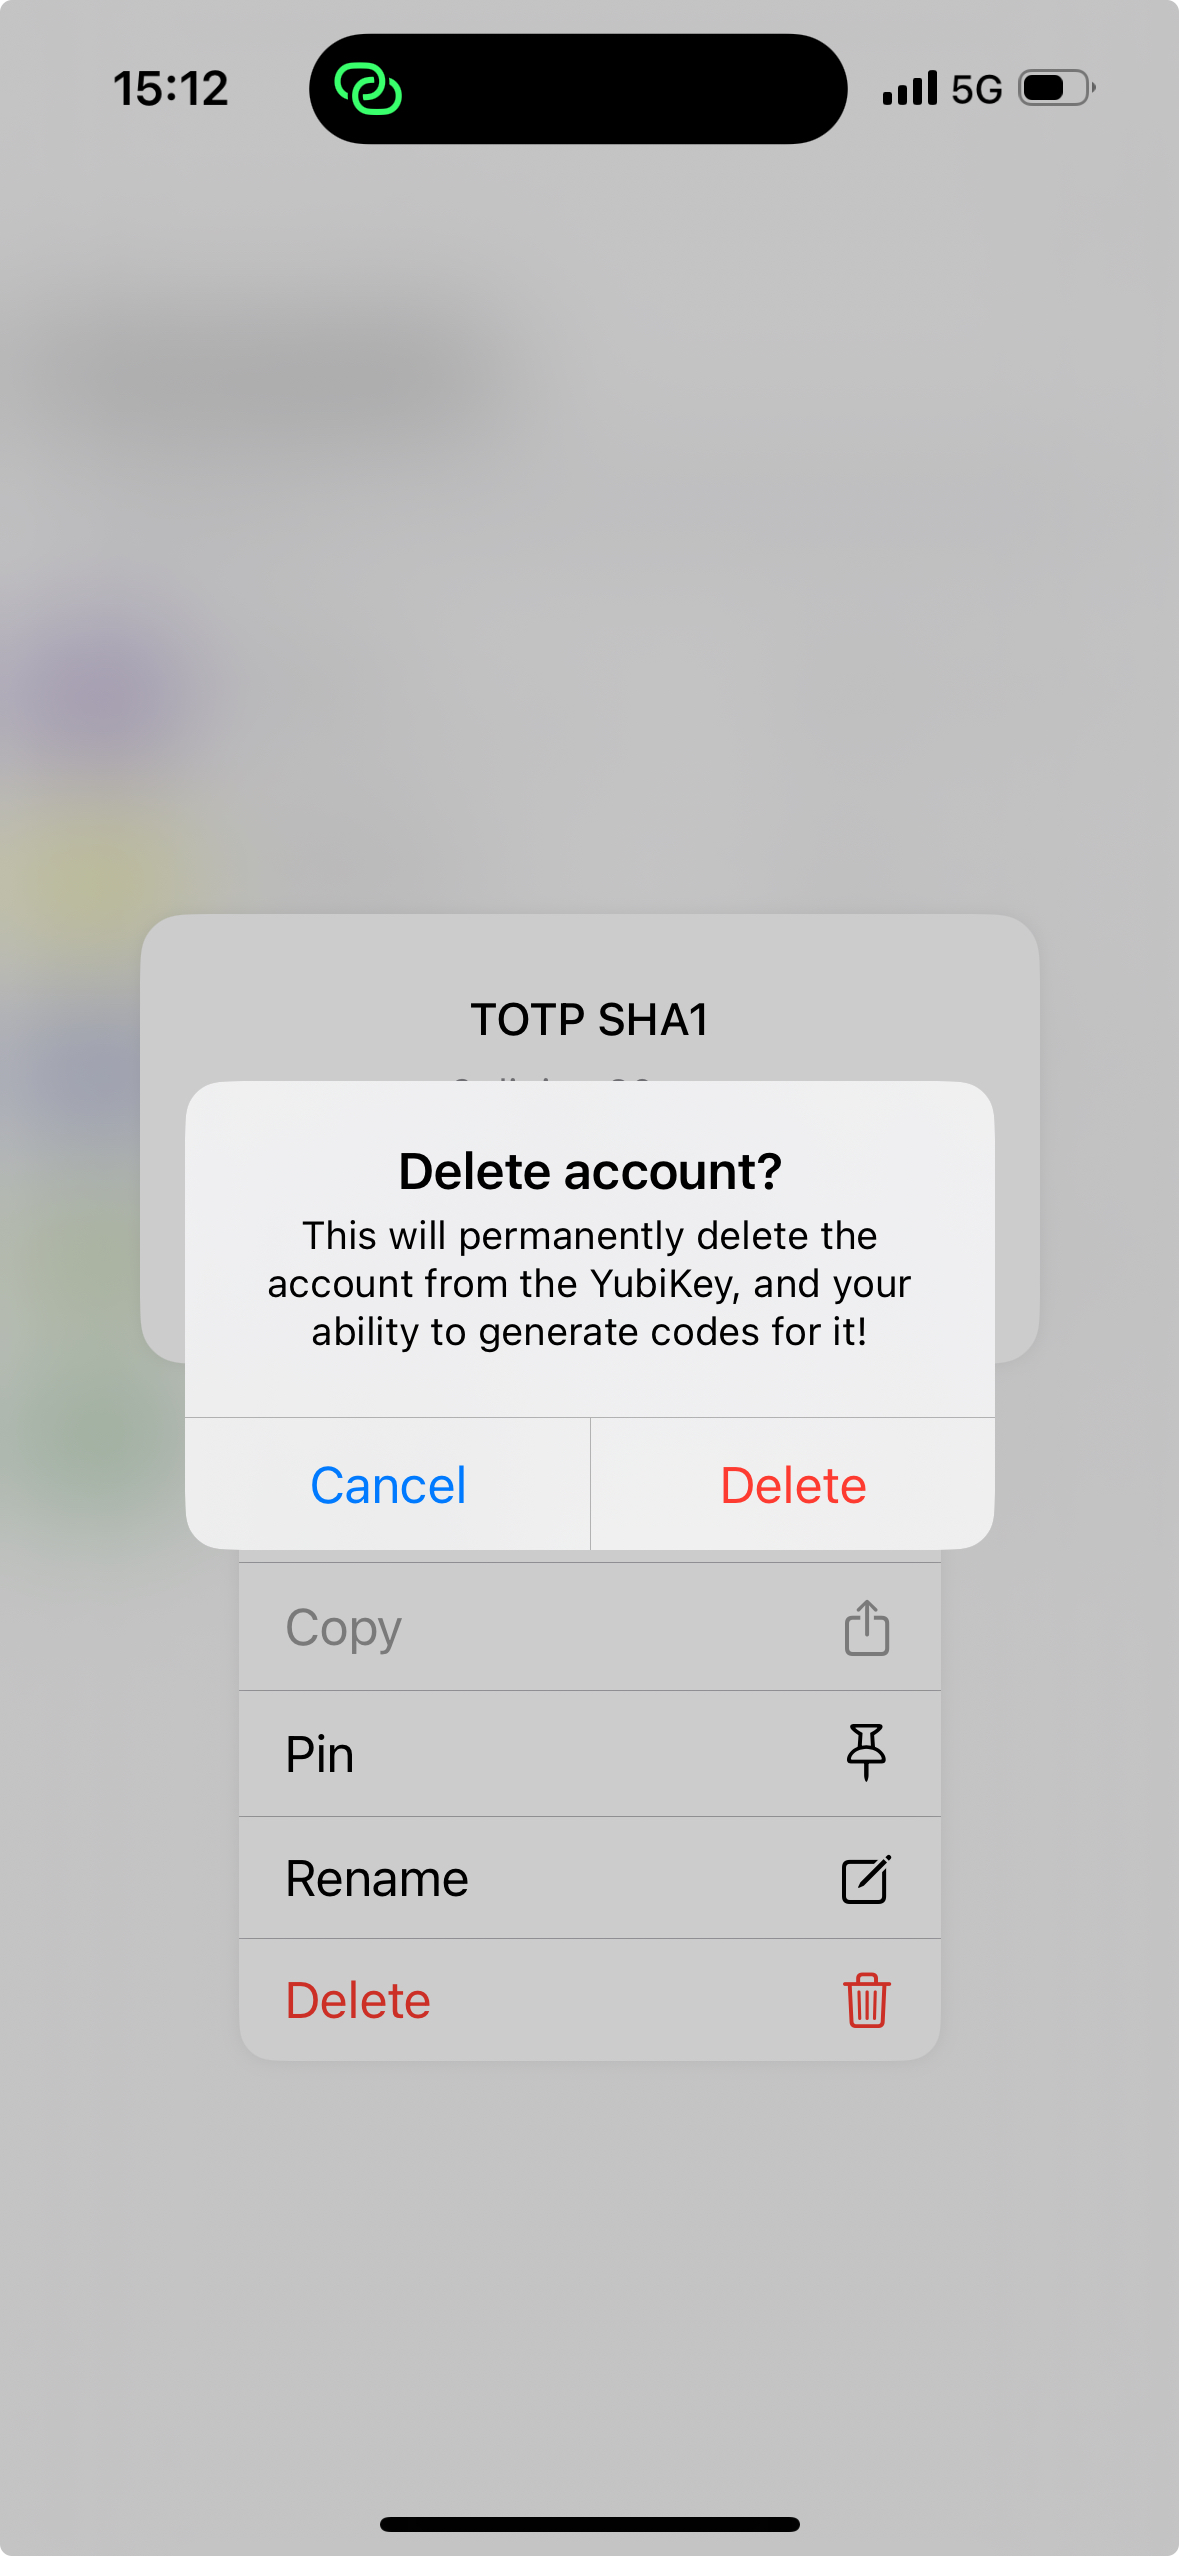 15:12
5G
TOTP SHA1
Delete account?
This will permanently delete the
account from the YubiKey, and your
ability to generate codes for it!
Cancel
Delete
Copy
Pin
Rename
Delete